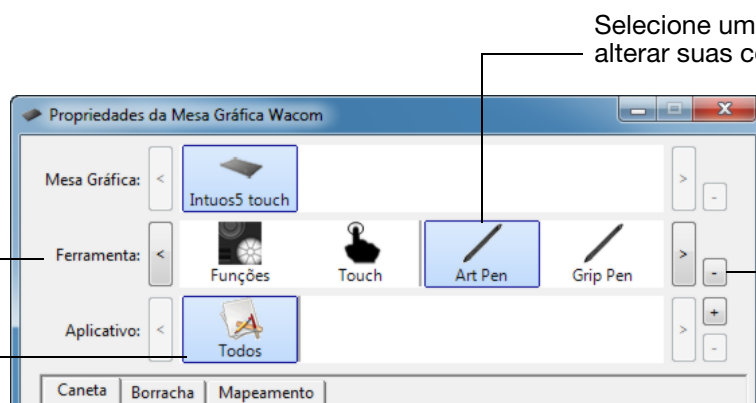 Selecione um
alterar suas c
Propriedades da Mesa Gráfica Wacom
Mesa Gráfica:
Intuos5 touch
Ferramenta:
Funções Touch Art Pen Grip Pen
Aplicativo:
Todos
Caneta Borracha Mapeamento